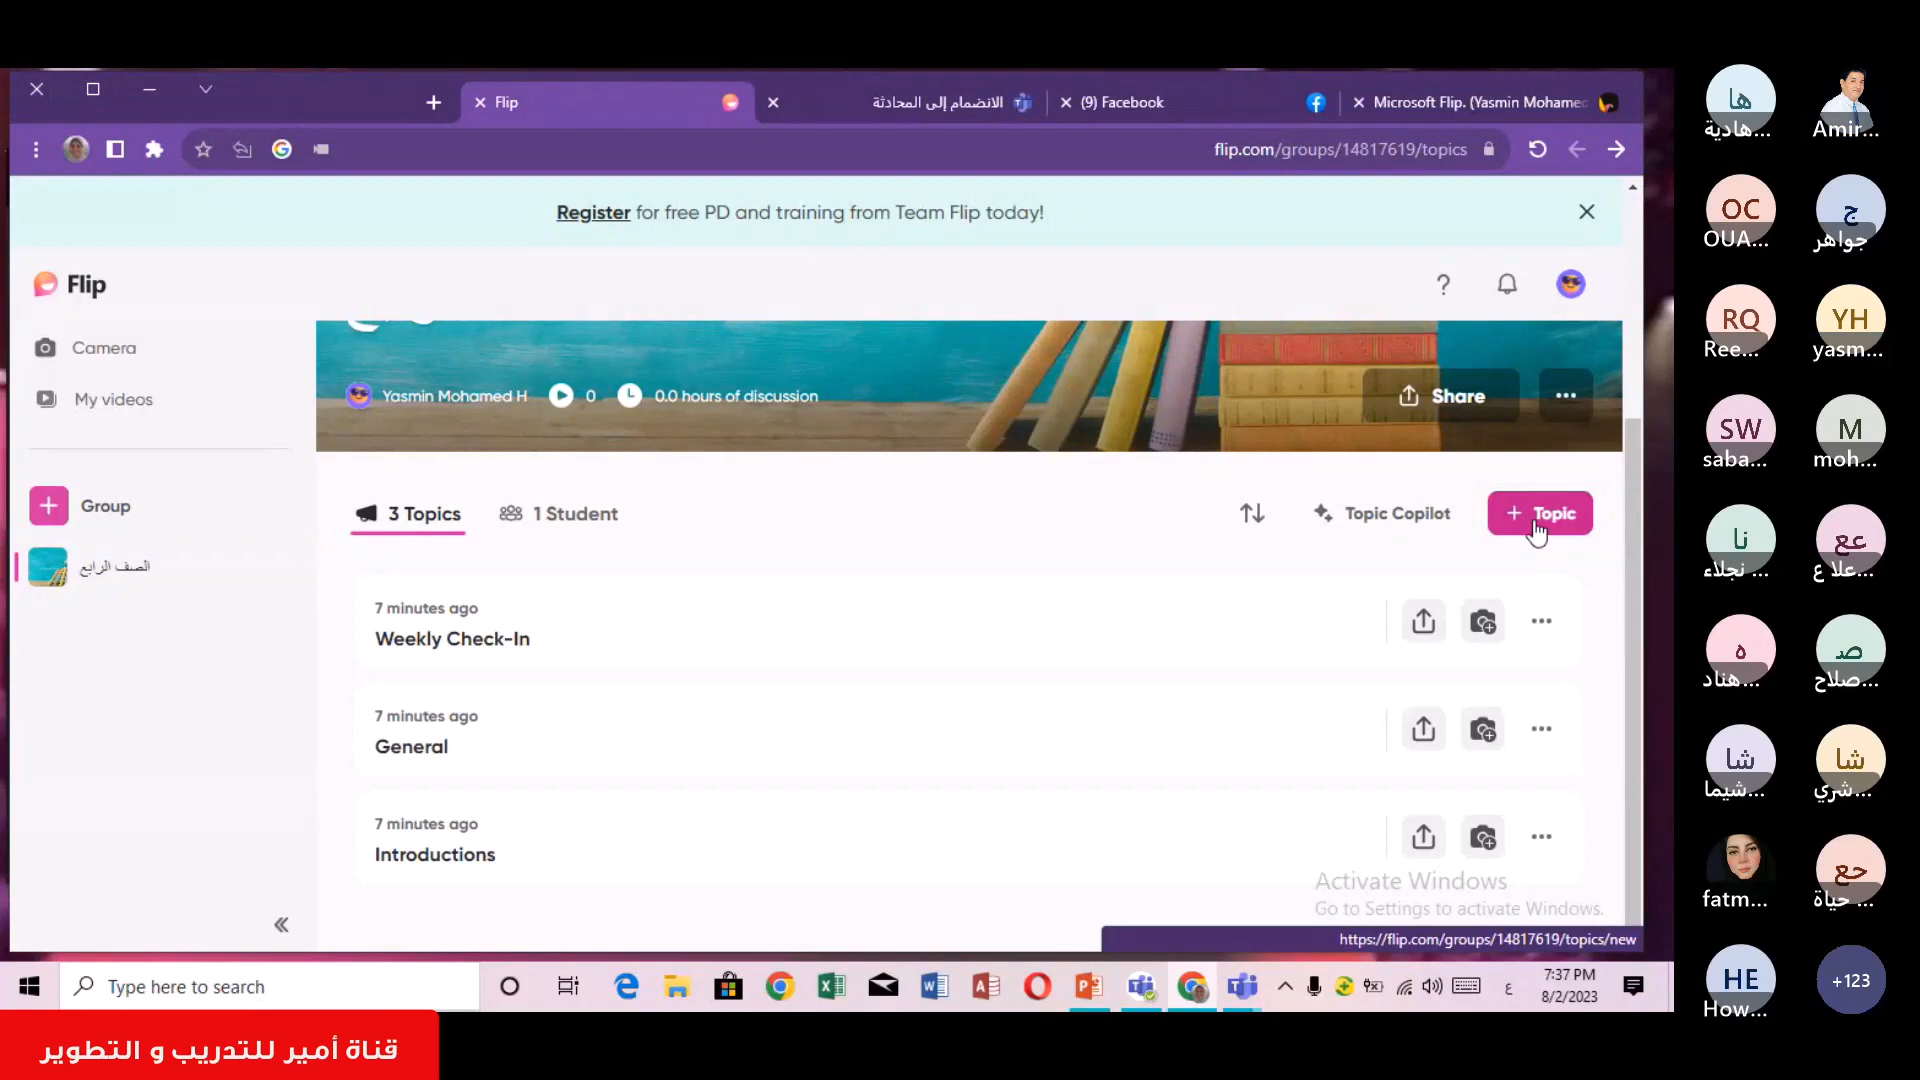 Flip
الانضمام إلى المحادثة
(9) Facebook
Microsoft Flip. (Yasmin Mohamed
flip.com/groups/14817619/topics
Register for free PD and training from Team Flip today!
Flip
Camera
My videos
Group
الصف الرابع
Yasmin Mohamed H
0
0.0 hours of discussion
Share
3 Topics
1 Student
Topic Copilot
+ Topic
7 minutes ago
Weekly Check-In
7 minutes ago
General
7 minutes ago
Introductions
Activate Windows
Go to Settings to activate Windows.
https://flip.com/groups/14817619/topics/new
Type here to search
ع
7:37 PM
8/2/2023
قناة أمير للتدريب و التطوير
ها
هادية...
Amir...
OC
OUA...
ج
جواهر
RQ
Ree...
YH
yasm...
SW
saba...
M
moh...
نا
نجلاء ...
عع
علا ع...
ه
هناد...
ص
صلاح...
شا
شيما...
شا
شري...
fatm...
حع
حياة ...
HE
How...
+123